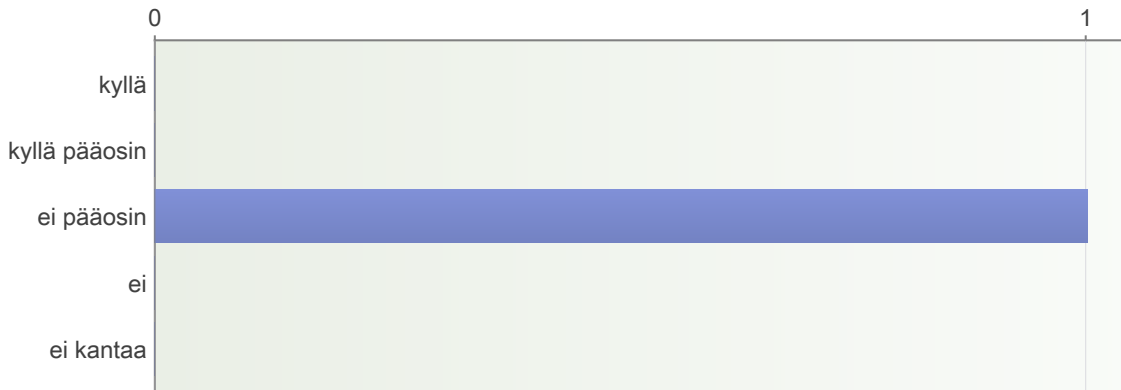 0 1
kyllä
kyllä pääosin
ei pääosin
ei
ei kantaa